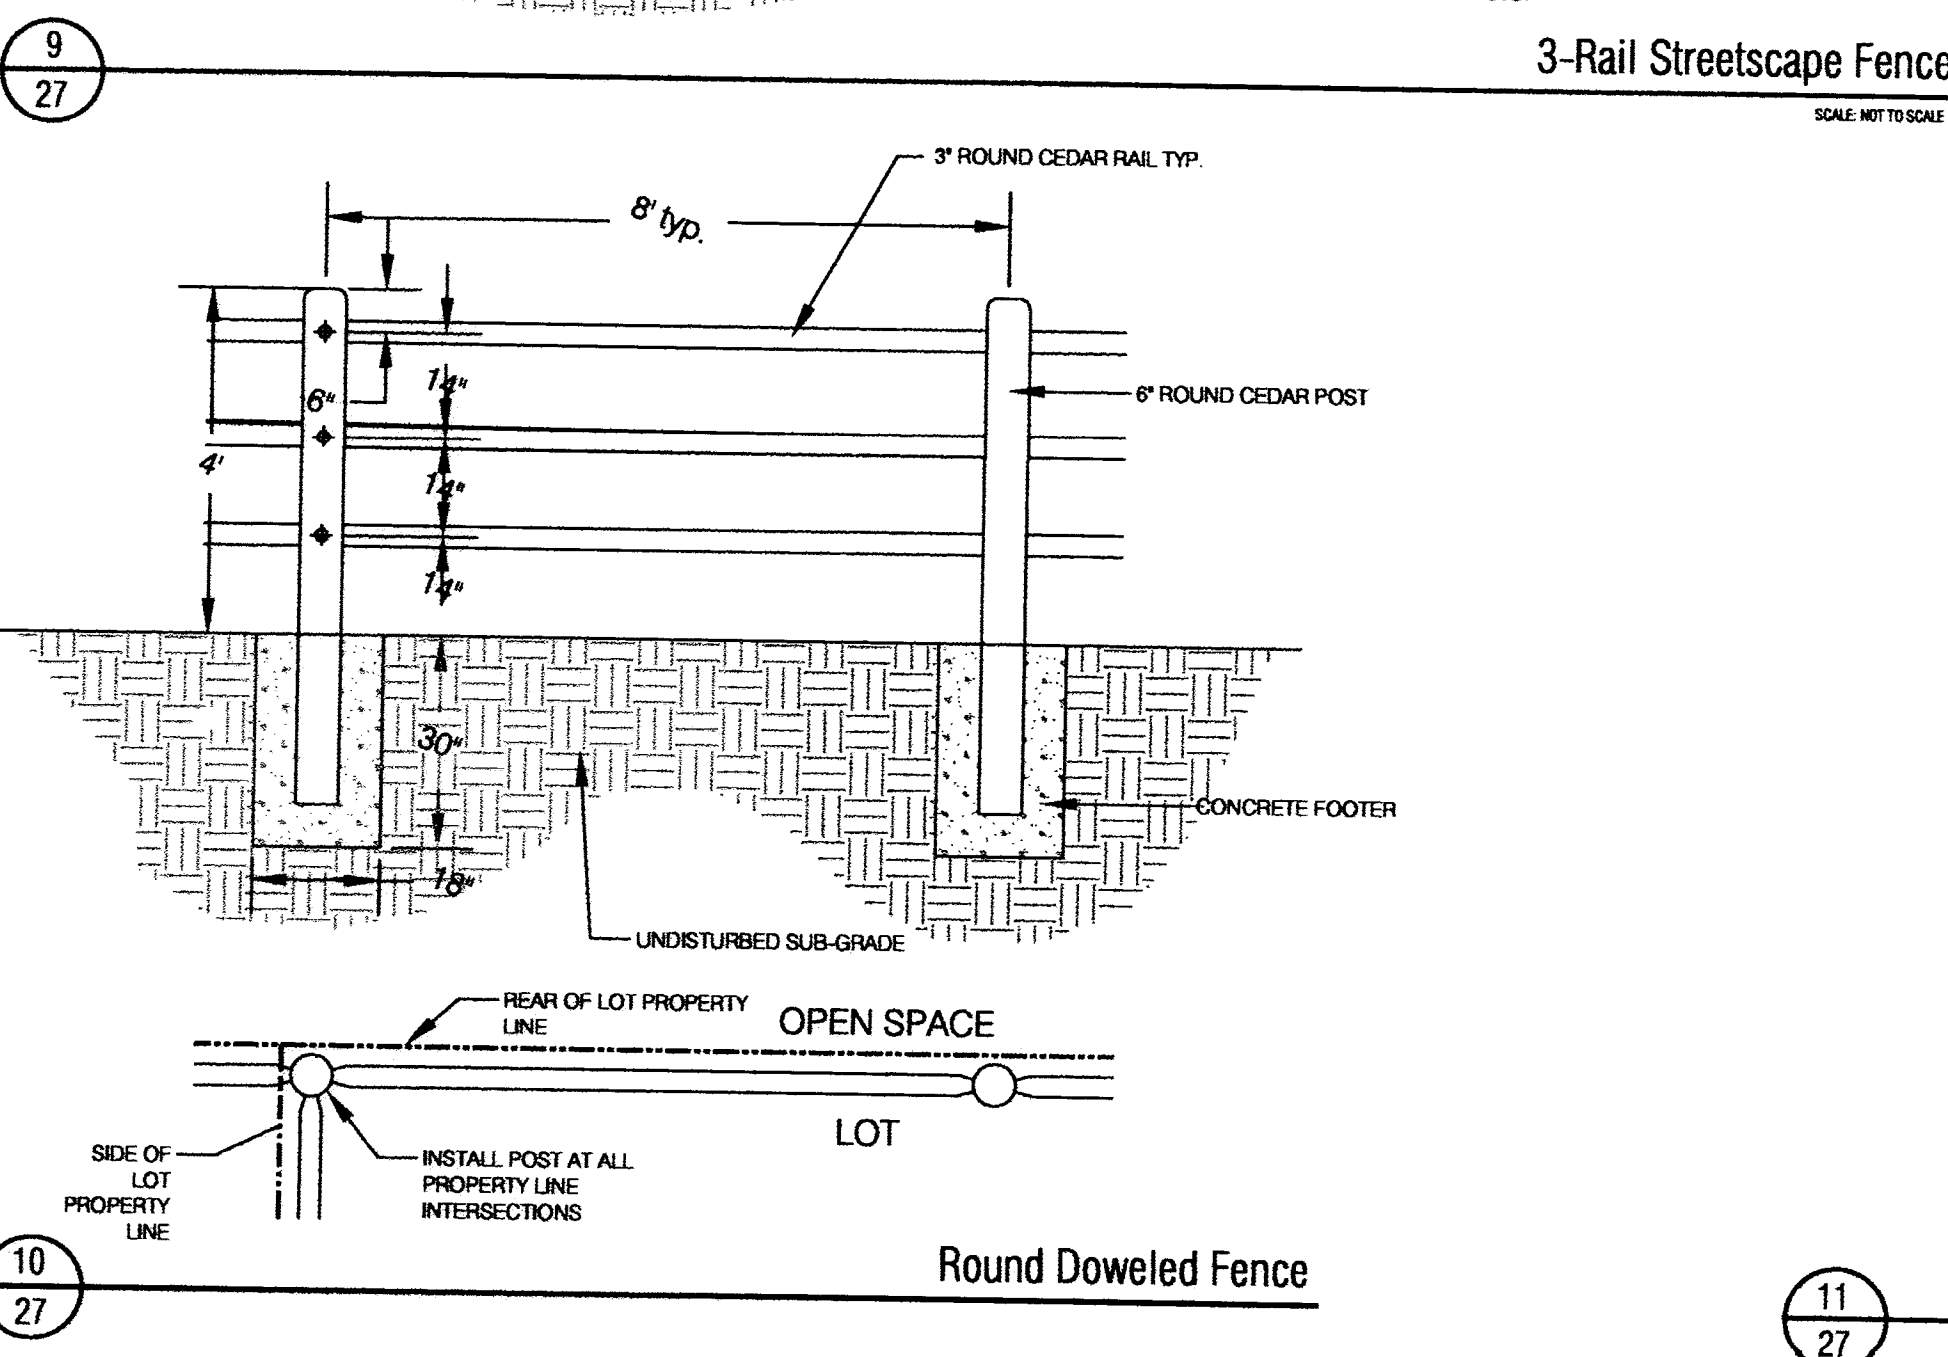 9
27
3-Rail Streetscape Fence
SCALE: NOT TO SCALE
3" ROUND CEDAR RAIL TYP.
8' typ.
14"
6"
6" ROUND CEDAR POST
4'
14"
14"
30"
CONCRETE FOOTER
18"
UNDISTURBED SUB-GRADE
REAR OF LOT PROPERTY
LINE
OPEN SPACE
LOT
SIDE OF
LOT
PROPERTY
LINE
INSTALL POST AT ALL
PROPERTY LINE
INTERSECTIONS
10
27
Round Doweled Fence
11
27